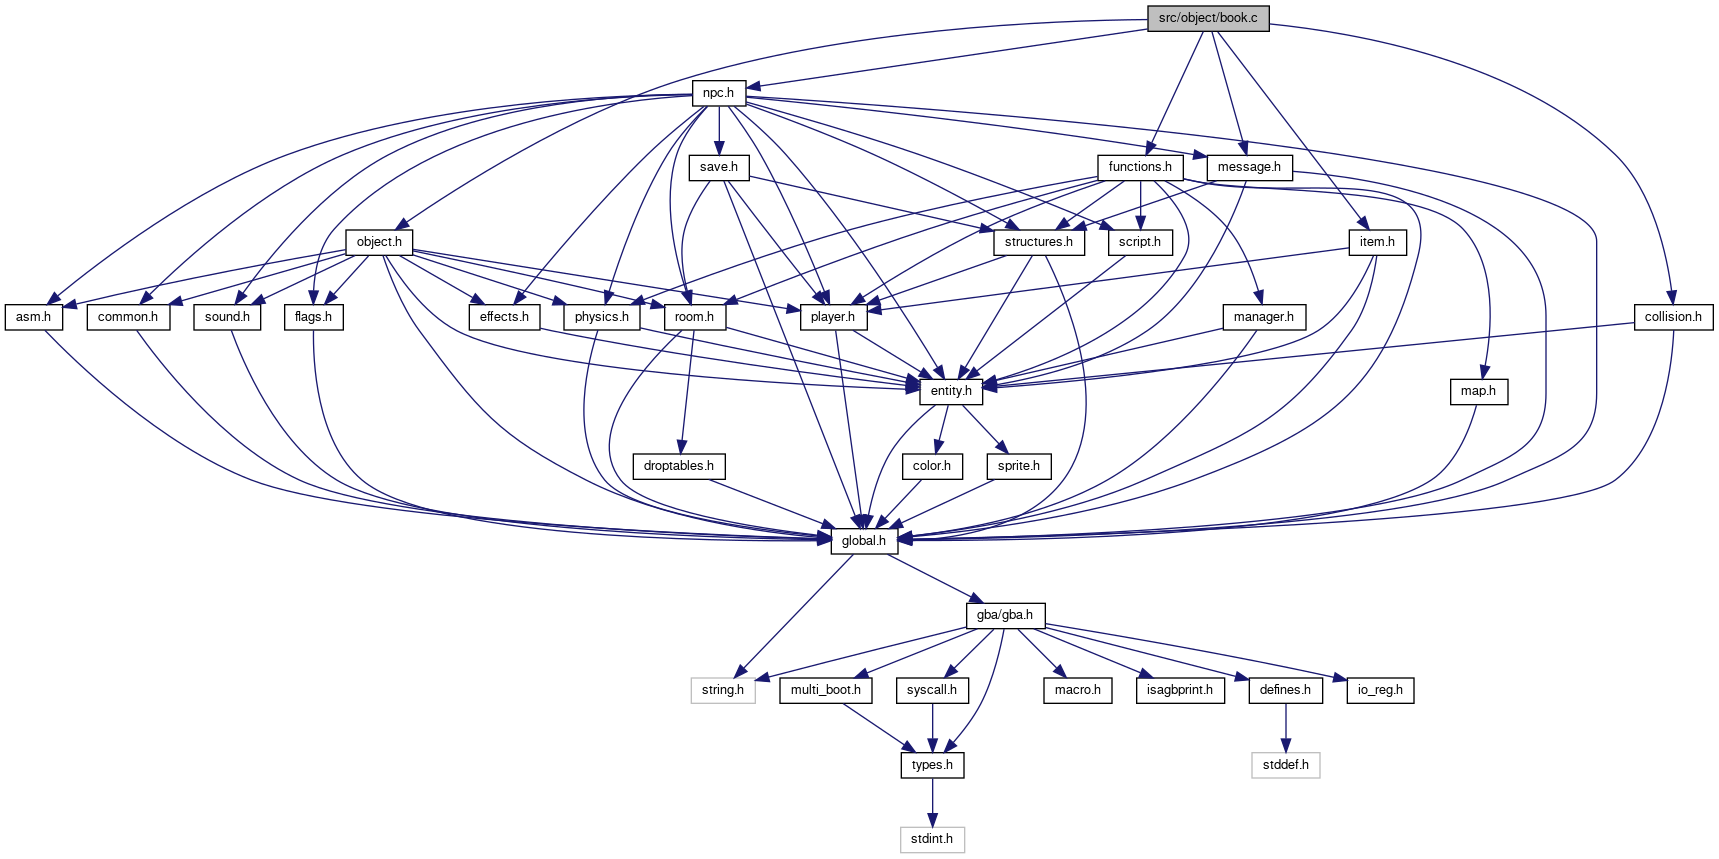 src/object/book.c
npc.h
save.h
functions.h
message.h
object.h
structures.h
script.h
item.h
asm.h
common.h
sound.h
flags.h
effects.h
physics.h
room.h
player.h
manager.h
collision.h
entity.h
map.h
droptables.h
color.h
sprite.h
global.h
gba/gba.h
string.h
multi_boot.h
syscall.h
macro.h
isagbprint.h
defines.h
io_reg.h
types.h
stddef.h
stdint.h